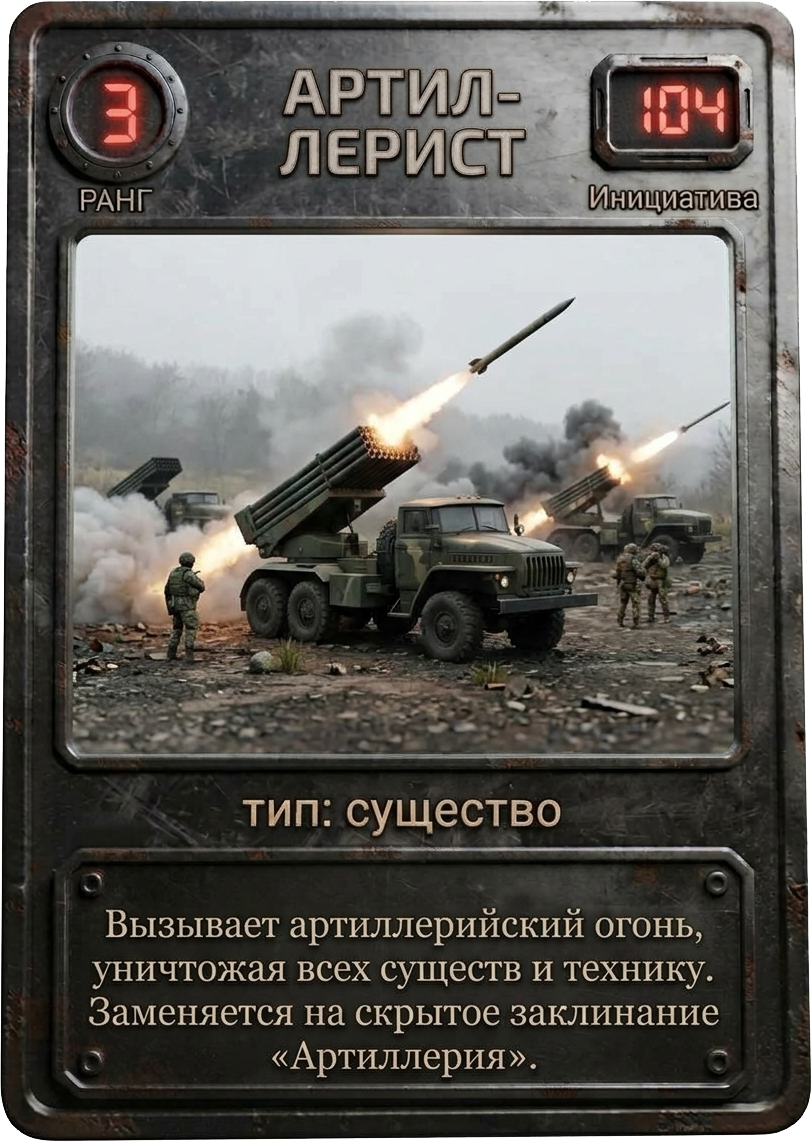 3
АРТИЛ-
ЛЕРИСТ
104
РАНГ
Инициатива
тип: существо
Вызывает артиллерийский огонь,
уничтожая всех существ и технику.
Заменяется на скрытое заклинание
«Артиллерия».